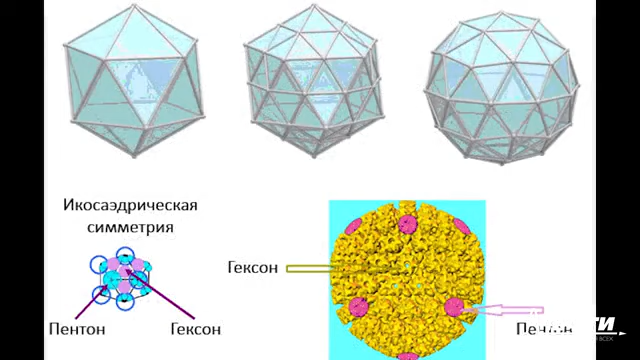 Икосаэдрическая
симметрия
Гексон
Пентон
Гексон